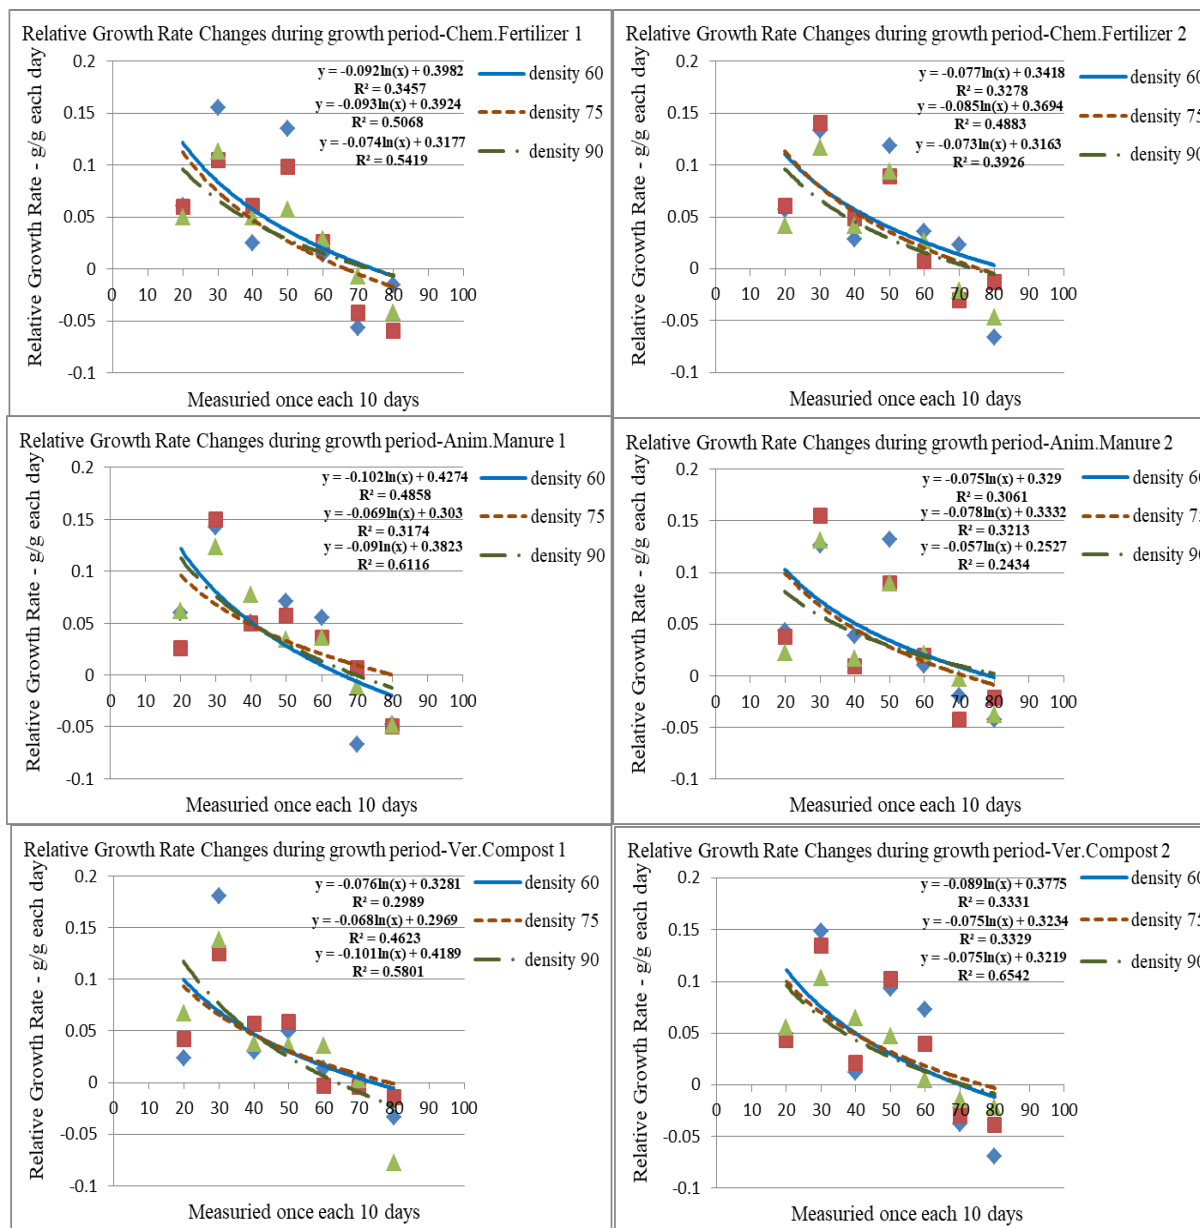 Relative Growth Rate Changes during growth period-Chem.Fertilizer 1
Relative Growth Rate - g/g each day
0.2
0.15
0.1
0.05
0
-0.05
-0.1
0 10 20 30 40 50 60 70 80 90 100
y = -0.092ln(x) + 0.3982
R² = 0.3457
y = -0.093ln(x) + 0.3924
R² = 0.5068
y = -0.074ln(x) + 0.3177
R² = 0.5419
density 60
density 75
density 90
Measuried once each 10 days
Relative Growth Rate Changes during growth period-Chem.Fertilizer 2
Relative Growth Rate - g/g each day
0.2
0.15
0.1
0.05
0
-0.05
-0.1
0 10 20 30 40 50 60 70 80 90 100
y = -0.077ln(x) + 0.3418
R² = 0.3278
y = -0.085ln(x) + 0.3694
R² = 0.4883
y = -0.073ln(x) + 0.3163
R² = 0.3926
density 60
density 75
density 90
Measuried once each 10 days
Relative Growth Rate Changes during growth period-Anim.Manure 1
Relative Growth Rate - g/g each day
0.2
0.15
0.1
0.05
0
-0.05
-0.1
0 10 20 30 40 50 60 70 80 90 100
y = -0.102ln(x) + 0.4274
R² = 0.4858
y = -0.069ln(x) + 0.303
R² = 0.3174
y = -0.09ln(x) + 0.3823
R² = 0.6116
density 60
density 75
density 90
Measuried once each 10 days
Relative Growth Rate Changes during growth period-Anim.Manure 2
Relative Growth Rate - g/g each day
0.2
0.15
0.1
0.05
0
-0.05
-0.1
0 10 20 30 40 50 60 70 80 90 100
y = -0.075ln(x) + 0.329
R² = 0.3061
y = -0.078ln(x) + 0.3332
R² = 0.3213
y = -0.057ln(x) + 0.2527
R² = 0.2434
density 60
density 75
density 90
Measuried once each 10 days
Relative Growth Rate Changes during growth period-Ver.Compost 1
Relative Growth Rate - g/g each day
0.2
0.15
0.1
0.05
0
-0.05
-0.1
0 10 20 30 40 50 60 70 80 90 100
y = -0.076ln(x) + 0.3281
R² = 0.2989
y = -0.068ln(x) + 0.2969
R² = 0.4623
y = -0.101ln(x) + 0.4189
R² = 0.5801
density 60
density 75
density 90
Measuried once each 10 days
Relative Growth Rate Changes during growth period-Ver.Compost 2
Relative Growth Rate - g/g each day
0.2
0.15
0.1
0.05
0
-0.05
-0.1
0 10 20 30 40 50 60 70 80 90 100
y = -0.089ln(x) + 0.3775
R² = 0.3331
y = -0.075ln(x) + 0.3234
R² = 0.3329
y = -0.075ln(x) + 0.3219
R² = 0.6542
density 60
density 75
density 90
Measuried once each 10 days